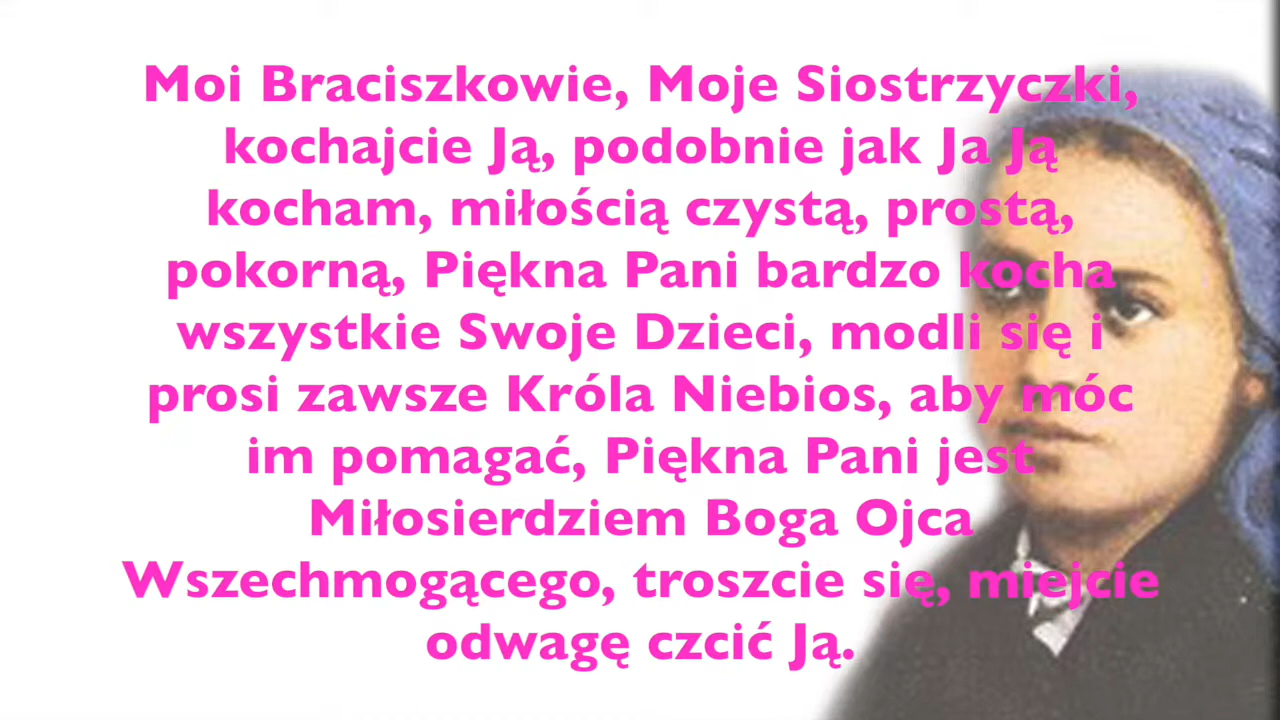 Moi Braciszkowie, Moje Siostrzyczki,
kochajcie Ją, podobnie jak Ja Ją
kocham, miłością czystą, prostą,
pokorną, Piękna Pani bardzo kocha
wszystkie Swoje Dzieci, modli się i
prosi zawsze Króla Niebios, aby móc
im pomagać, Piękna Pani jest
Miłosierdziem Boga Ojca
Wszechmogącego, troszcie się, miejcie
odwagę czcić Ją.